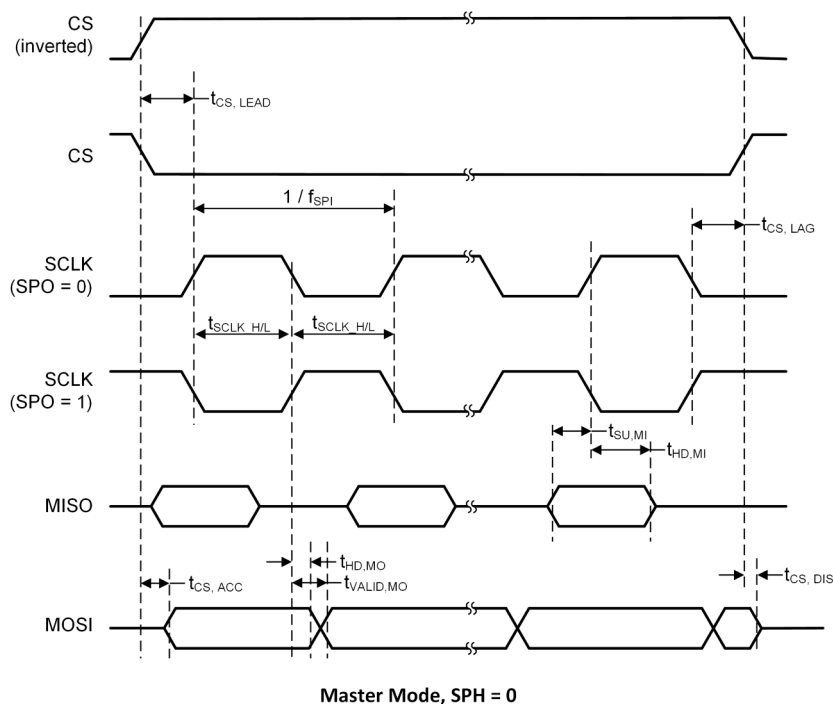 CS
(inverted)
tCS, LEAD
CS
1 / fSPI
tCS, LAG
SCLK
(SPO = 0)
tSCLK_H/L
tSCLK_H/L
SCLK
(SPO = 1)
tSU,MI
tHD,MI
MISO
tHD,MO
tVALID,MO
tCS, ACC
tCS, DIS
MOSI
Master Mode, SPH = 0